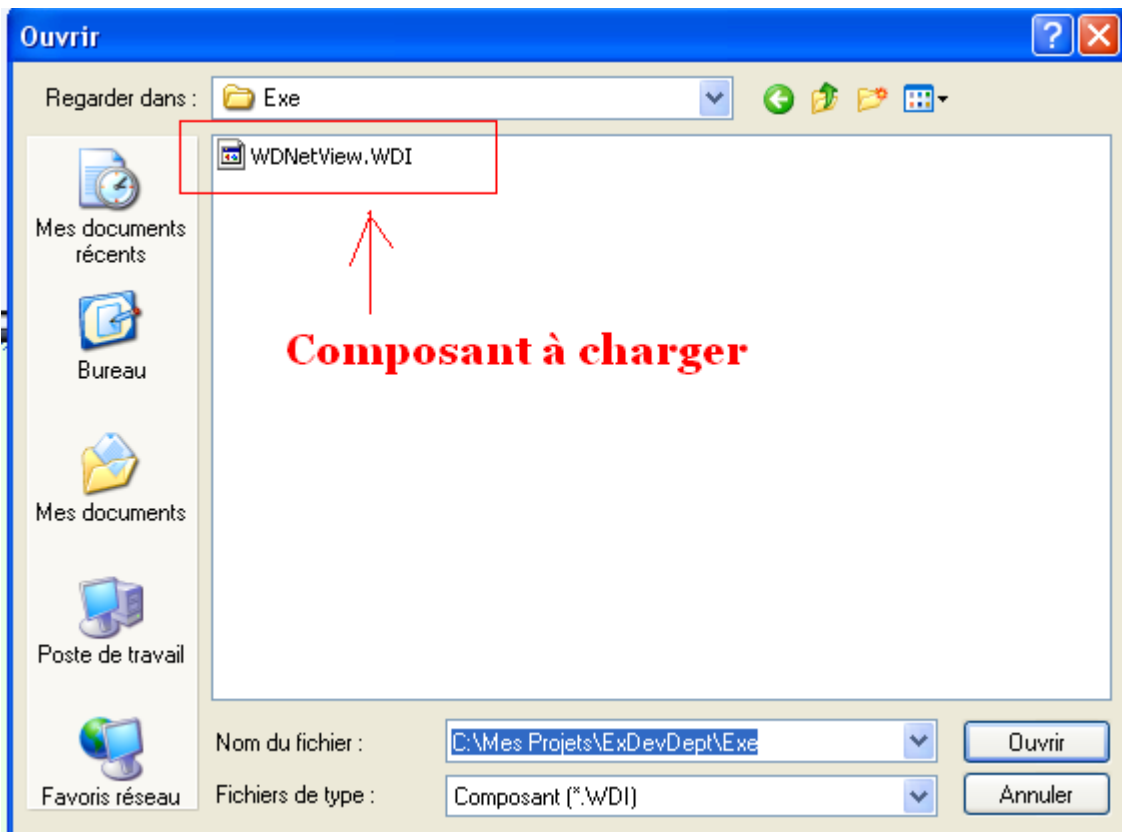 Ouvrir
Regarder dans :
Exe
WDNetView.WDI
Mes documents
récents
Composant à charger
Bureau
Mes documents
Poste de travail
Favoris réseau
Nom du fichier :
C:\Mes Projets\ExDevDept\Exe
Ouvrir
Fichiers de type :
Composant (*.WDI)
Annuler